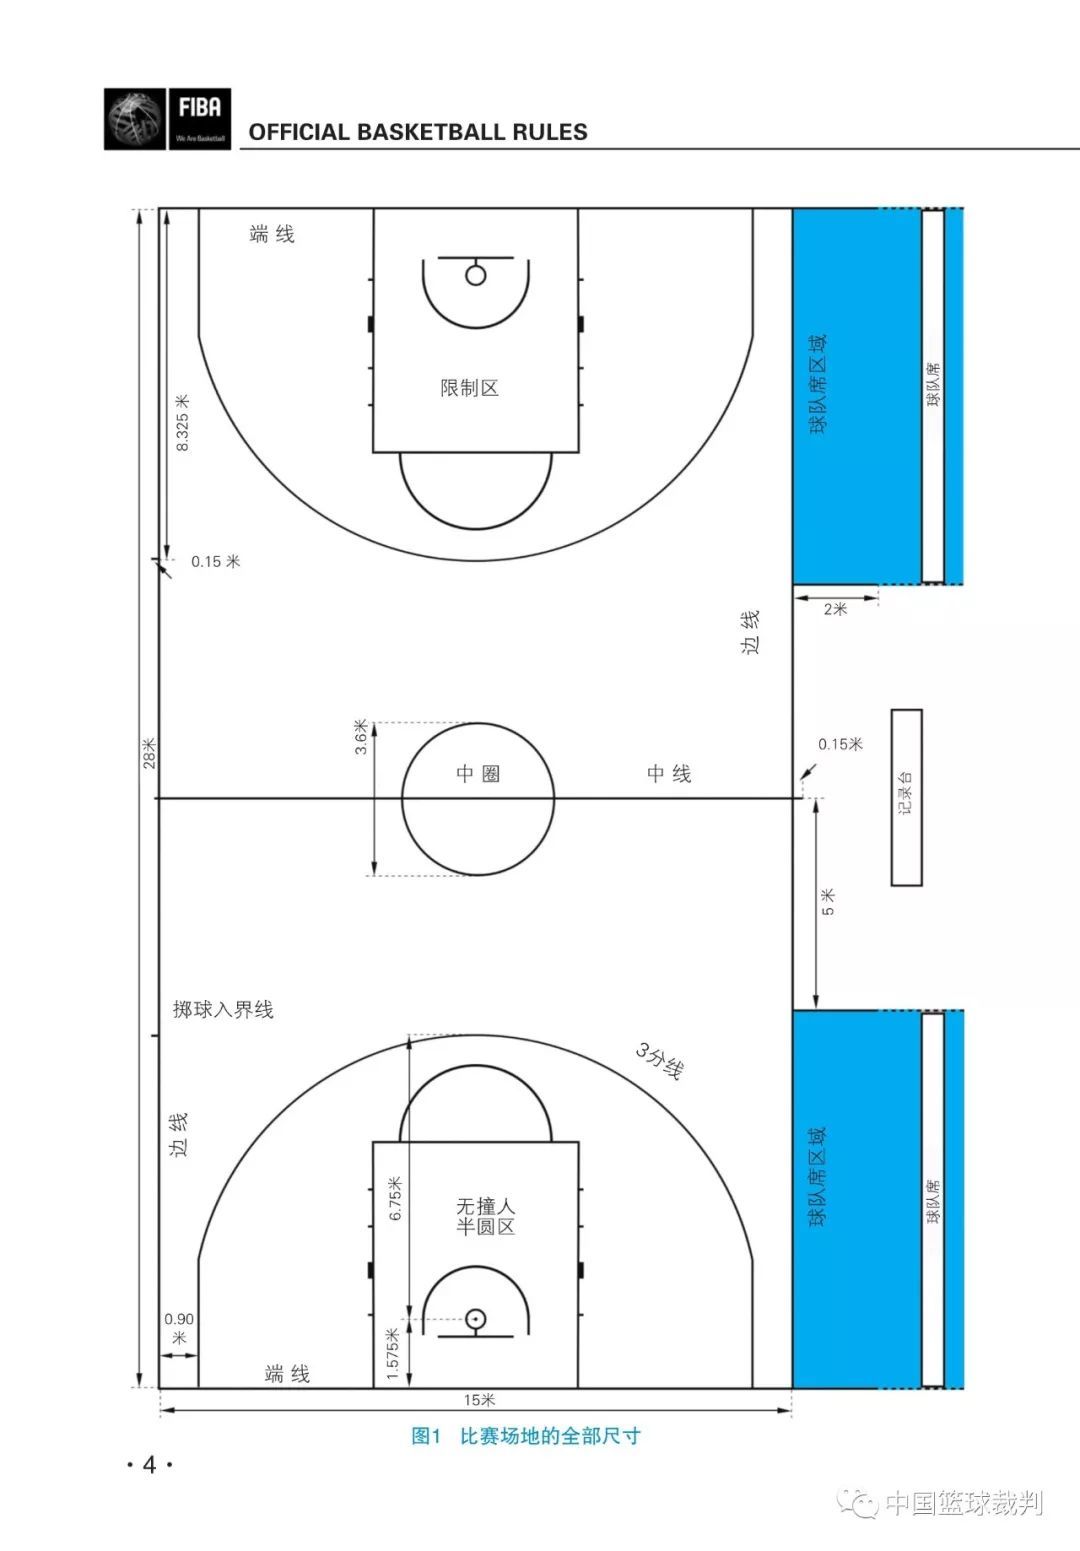 FIBA
We Are Basketball
OFFICIAL BASKETBALL RULES
端 线
限制区
8.325 米
0.15 米
球队席区域
球队席
2米
边 线
28米
3.6米
中 圈
中 线
0.15米
记录台
5 米
掷球入界线
3分线
边 线
6.75米
无撞人
半圆区
球队席区域
球队席
0.90
米
1.575米
端 线
15米
图1 比赛场地的全部尺寸
·4·
中国篮球裁判